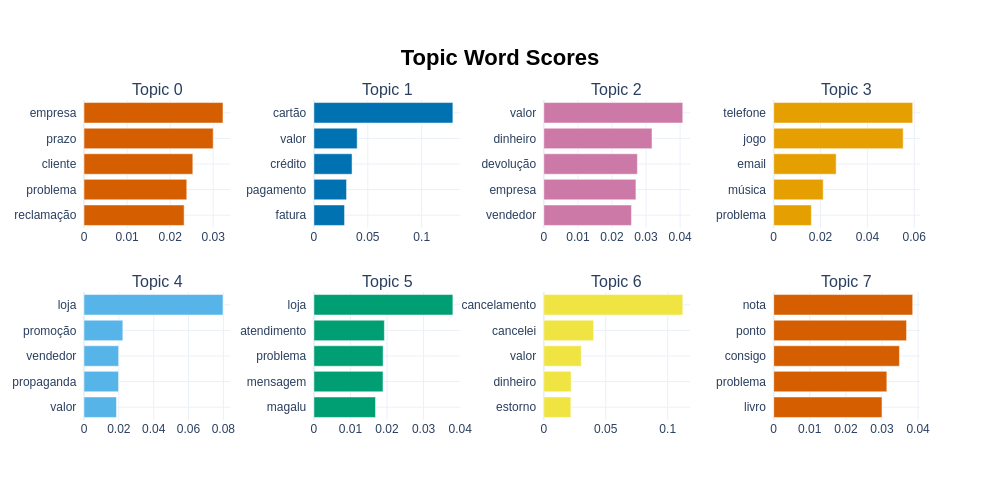 Topic Word Scores
Topic 0
empresa
prazo
cliente
problema
reclamação
0 0.01 0.02 0.03
Topic 1
cartão
valor
crédito
pagamento
fatura
0 0.05 0.1
Topic 2
valor
dinheiro
devolução
empresa
vendedor
0 0.01 0.02 0.03 0.04
Topic 3
telefone
jogo
email
música
problema
0 0.02 0.04 0.06
Topic 4
loja
promoção
vendedor
propaganda
valor
0 0.02 0.04 0.06 0.08
Topic 5
loja
atendimento
problema
mensagem
magalu
0 0.01 0.02 0.03 0.04
Topic 6
cancelamento
cancelei
valor
dinheiro
estorno
0 0.05 0.1
Topic 7
nota
ponto
consigo
problema
livro
0 0.01 0.02 0.03 0.04